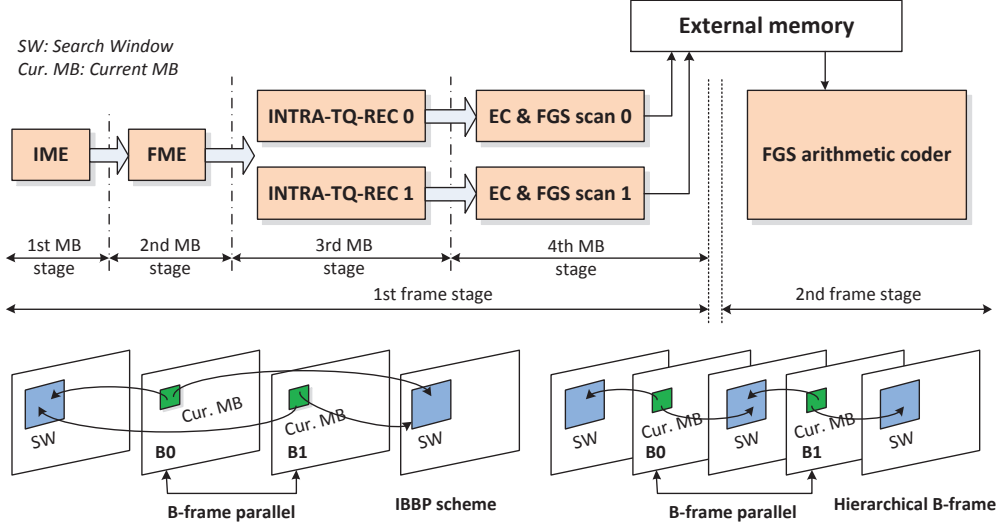 External memory
SW: Search Window
Cur. MB: Current MB
IME
FME
INTRA-TQ-REC 0
EC & FGS scan 0
FGS arithmetic coder
INTRA-TQ-REC 1
EC & FGS scan 1
1st MB
stage
2nd MB
stage
3rd MB
stage
4th MB
stage
1st frame stage
2nd frame stage
SW
Cur. MB
B0
Cur. MB
B1
SW
B-frame parallel
IBBP scheme
SW
Cur. MB
B0
SW
Cur. MB
B1
SW
B-frame parallel
Hierarchical B-frame